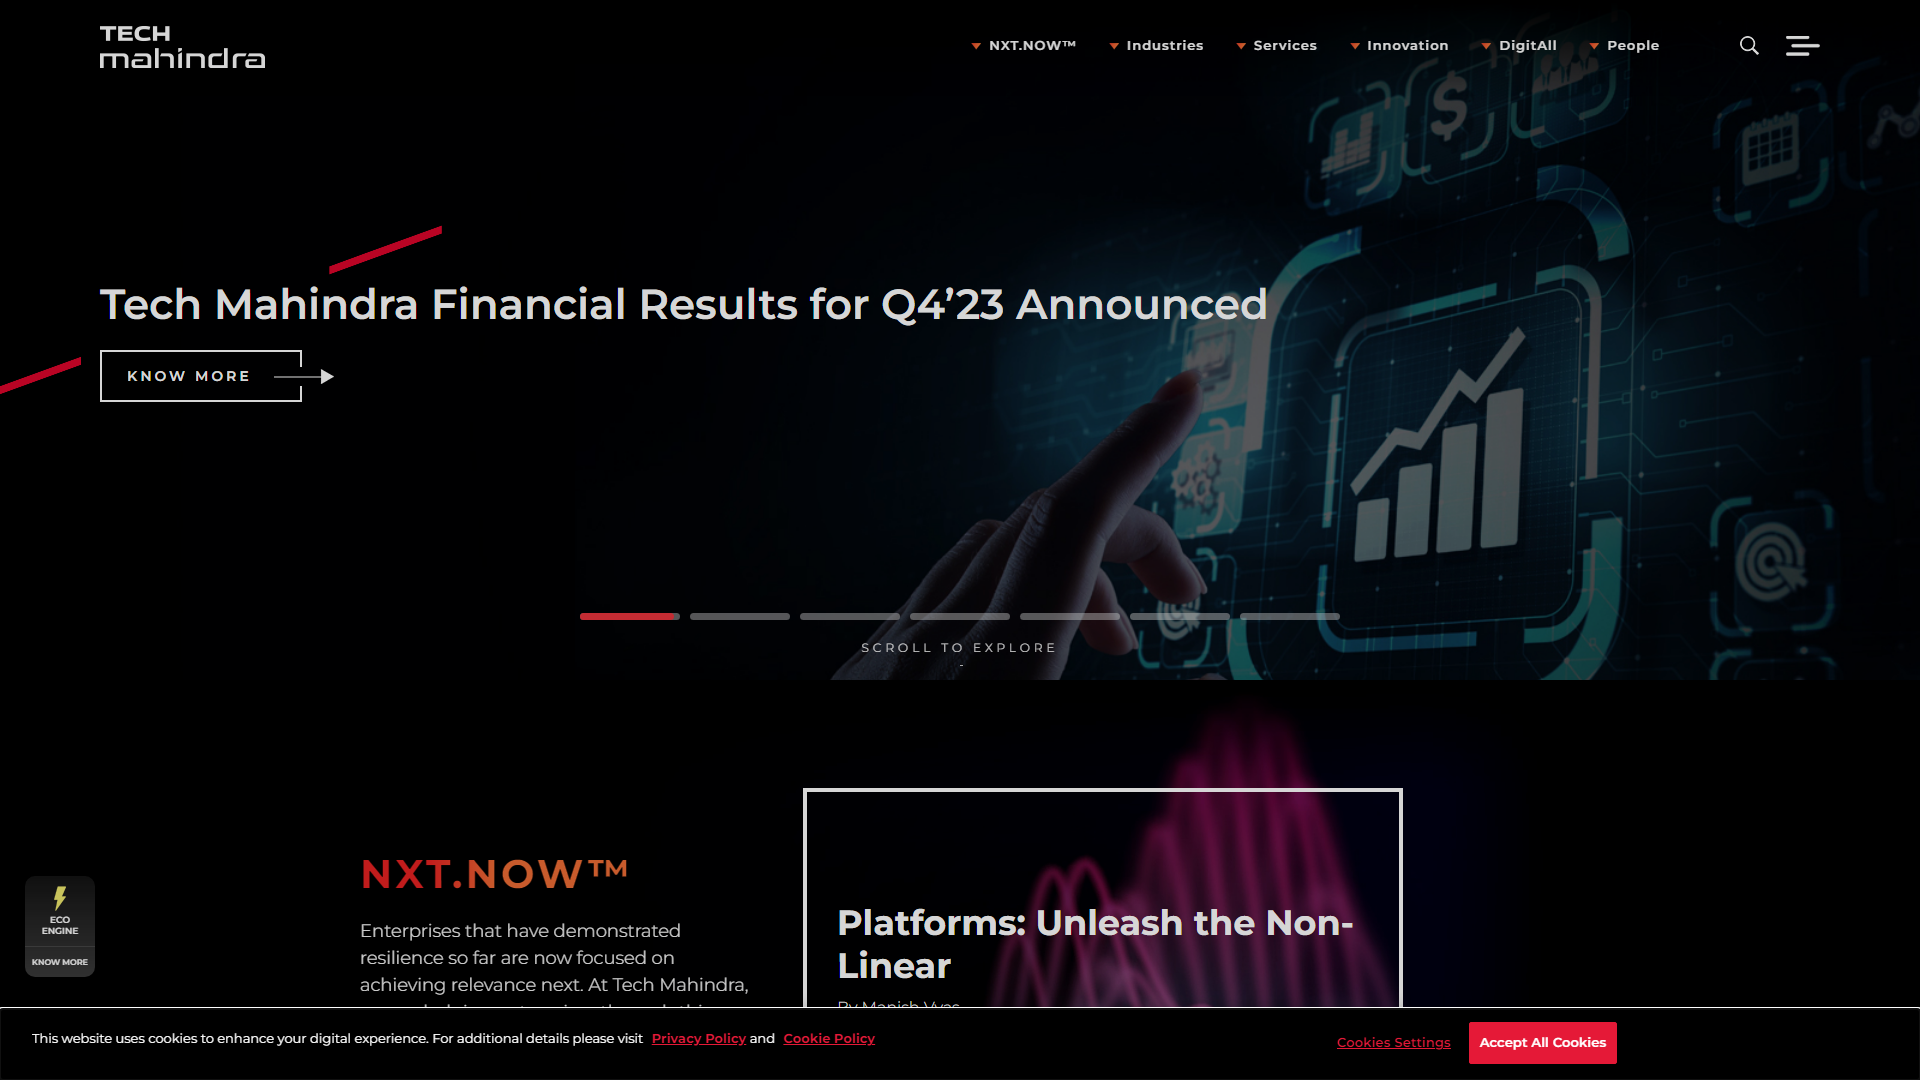 TECH
mahindra
NXT.NOW™
Industries
Services
Innovation
DigitAll
People
Tech Mahindra Financial Results for Q4’23 Announced
KNOW MORE
SCROLL TO EXPLORE
NXT.NOW™
Enterprises that have demonstrated
resilience so far are now focused on
achieving relevance next. At Tech Mahindra,
Platforms: Unleash the Non-
Linear
By Manish Vyas
ECO
ENGINE
KNOW MORE
This website uses cookies to enhance your digital experience. For additional details please visit Privacy Policy and Cookie Policy
Cookies Settings
Accept All Cookies